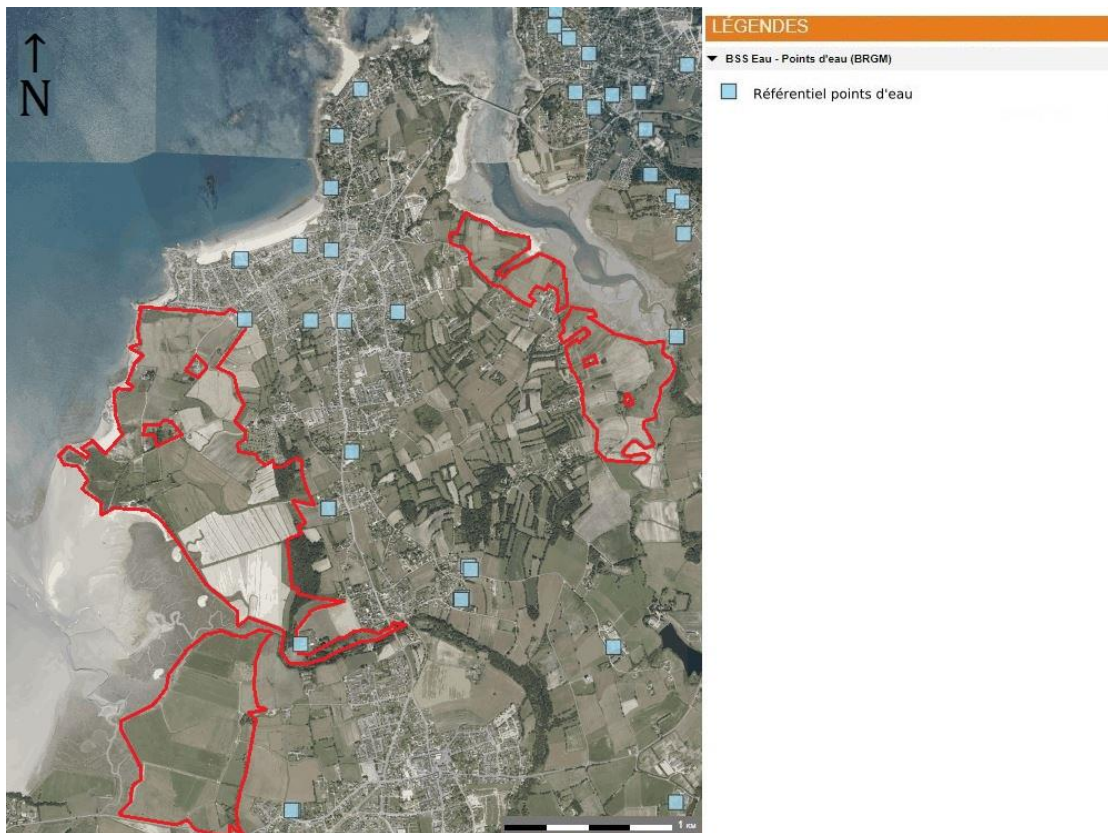 N
LÉGENDES
BSS Eau - Points d'eau (BRGM)
Référentiel points d'eau
1 KM